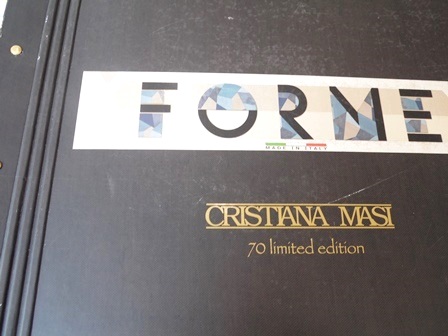 FORME
MADE IN ITALY
CRISTIANA MASI
70 limited edition